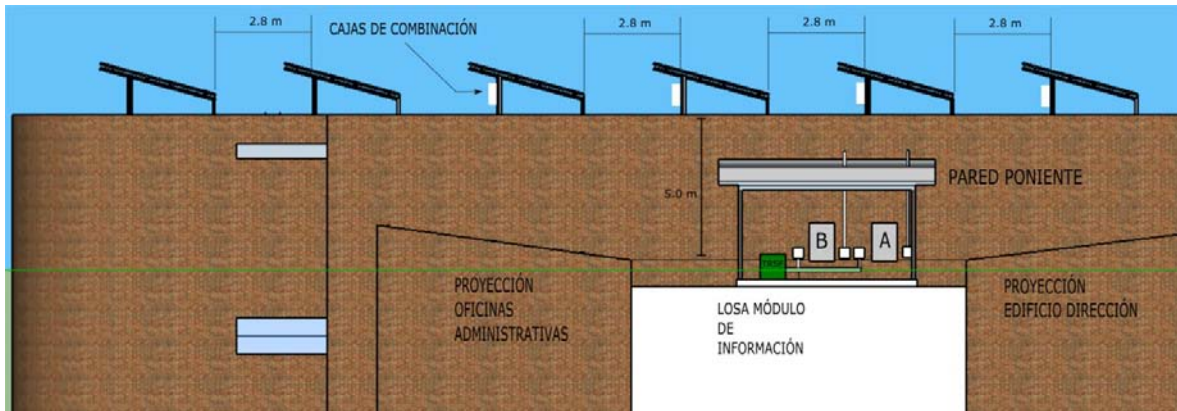 2.8 m
CAJAS DE COMBINACIÓN
2.8 m
2.8 m
2.8 m
5.0 m
PARED PONIENTE
B
A
PROYECCIÓN
OFICINAS
ADMINISTRATIVAS
LOSA MÓDULO
DE
INFORMACIÓN
PROYECCIÓN
EDIFICIO DIRECCIÓN